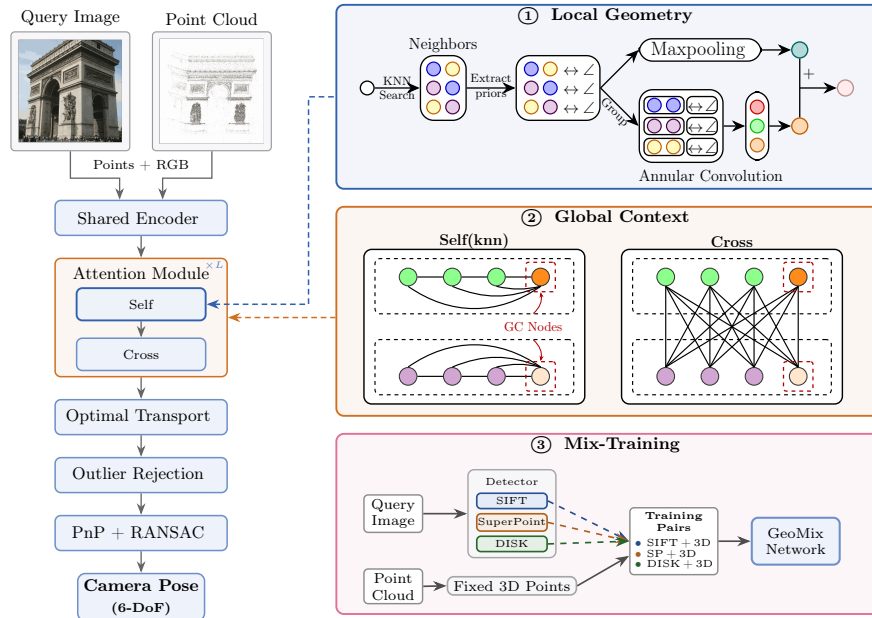 Query Image
Point Cloud
Points + RGB
Shared Encoder
Attention Module ×L
Self
Cross
Optimal Transport
Outlier Rejection
PnP + RANSAC
Camera Pose
(6-DoF)
① Local Geometry
Neighbors
KNN
Search
Extract
priors
↔∠
↔∠
↔∠
Maxpooling
Group
↔∠
↔∠
↔∠
+
Annular Convolution
② Global Context
Self(knn)
Cross
GC Nodes
③ Mix-Training
Query
Image
Detector
SIFT
SuperPoint
DISK
Point
Cloud
Fixed 3D Points
Training
Pairs
SIFT + 3D
SP + 3D
DISK + 3D
GeoMix
Network